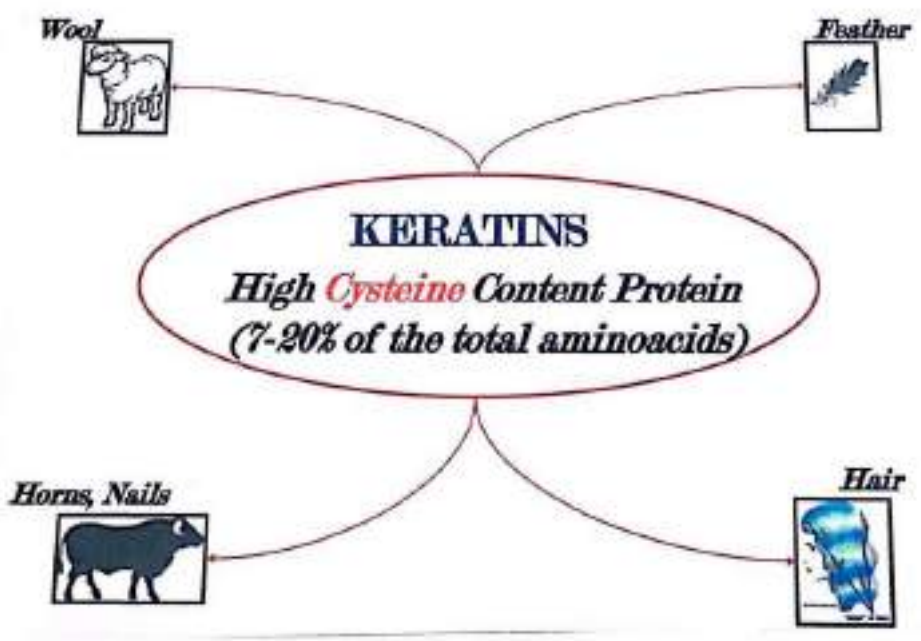 Wool
Feather
KERATINS
High Cysteine Content Protein
(7-20% of the total aminoacids)
Horns, Nails
Hair